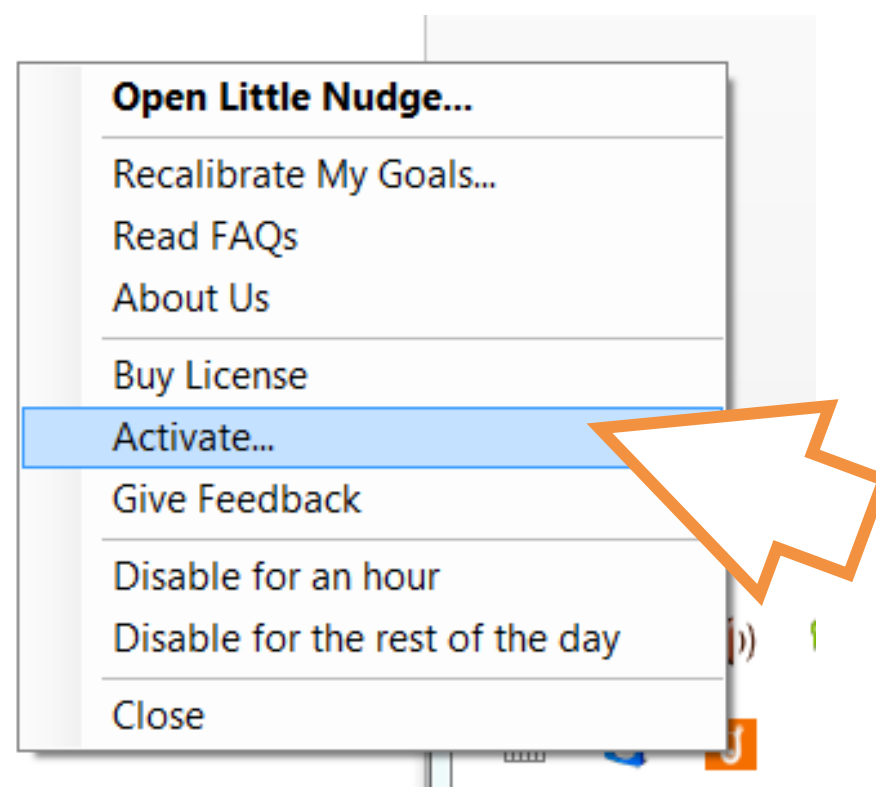 Open Little Nudge...
Recalibrate My Goals...
Read FAQs
About Us
Buy License
Activate...
Give Feedback
Disable for an hour
Disable for the rest of the day
Close